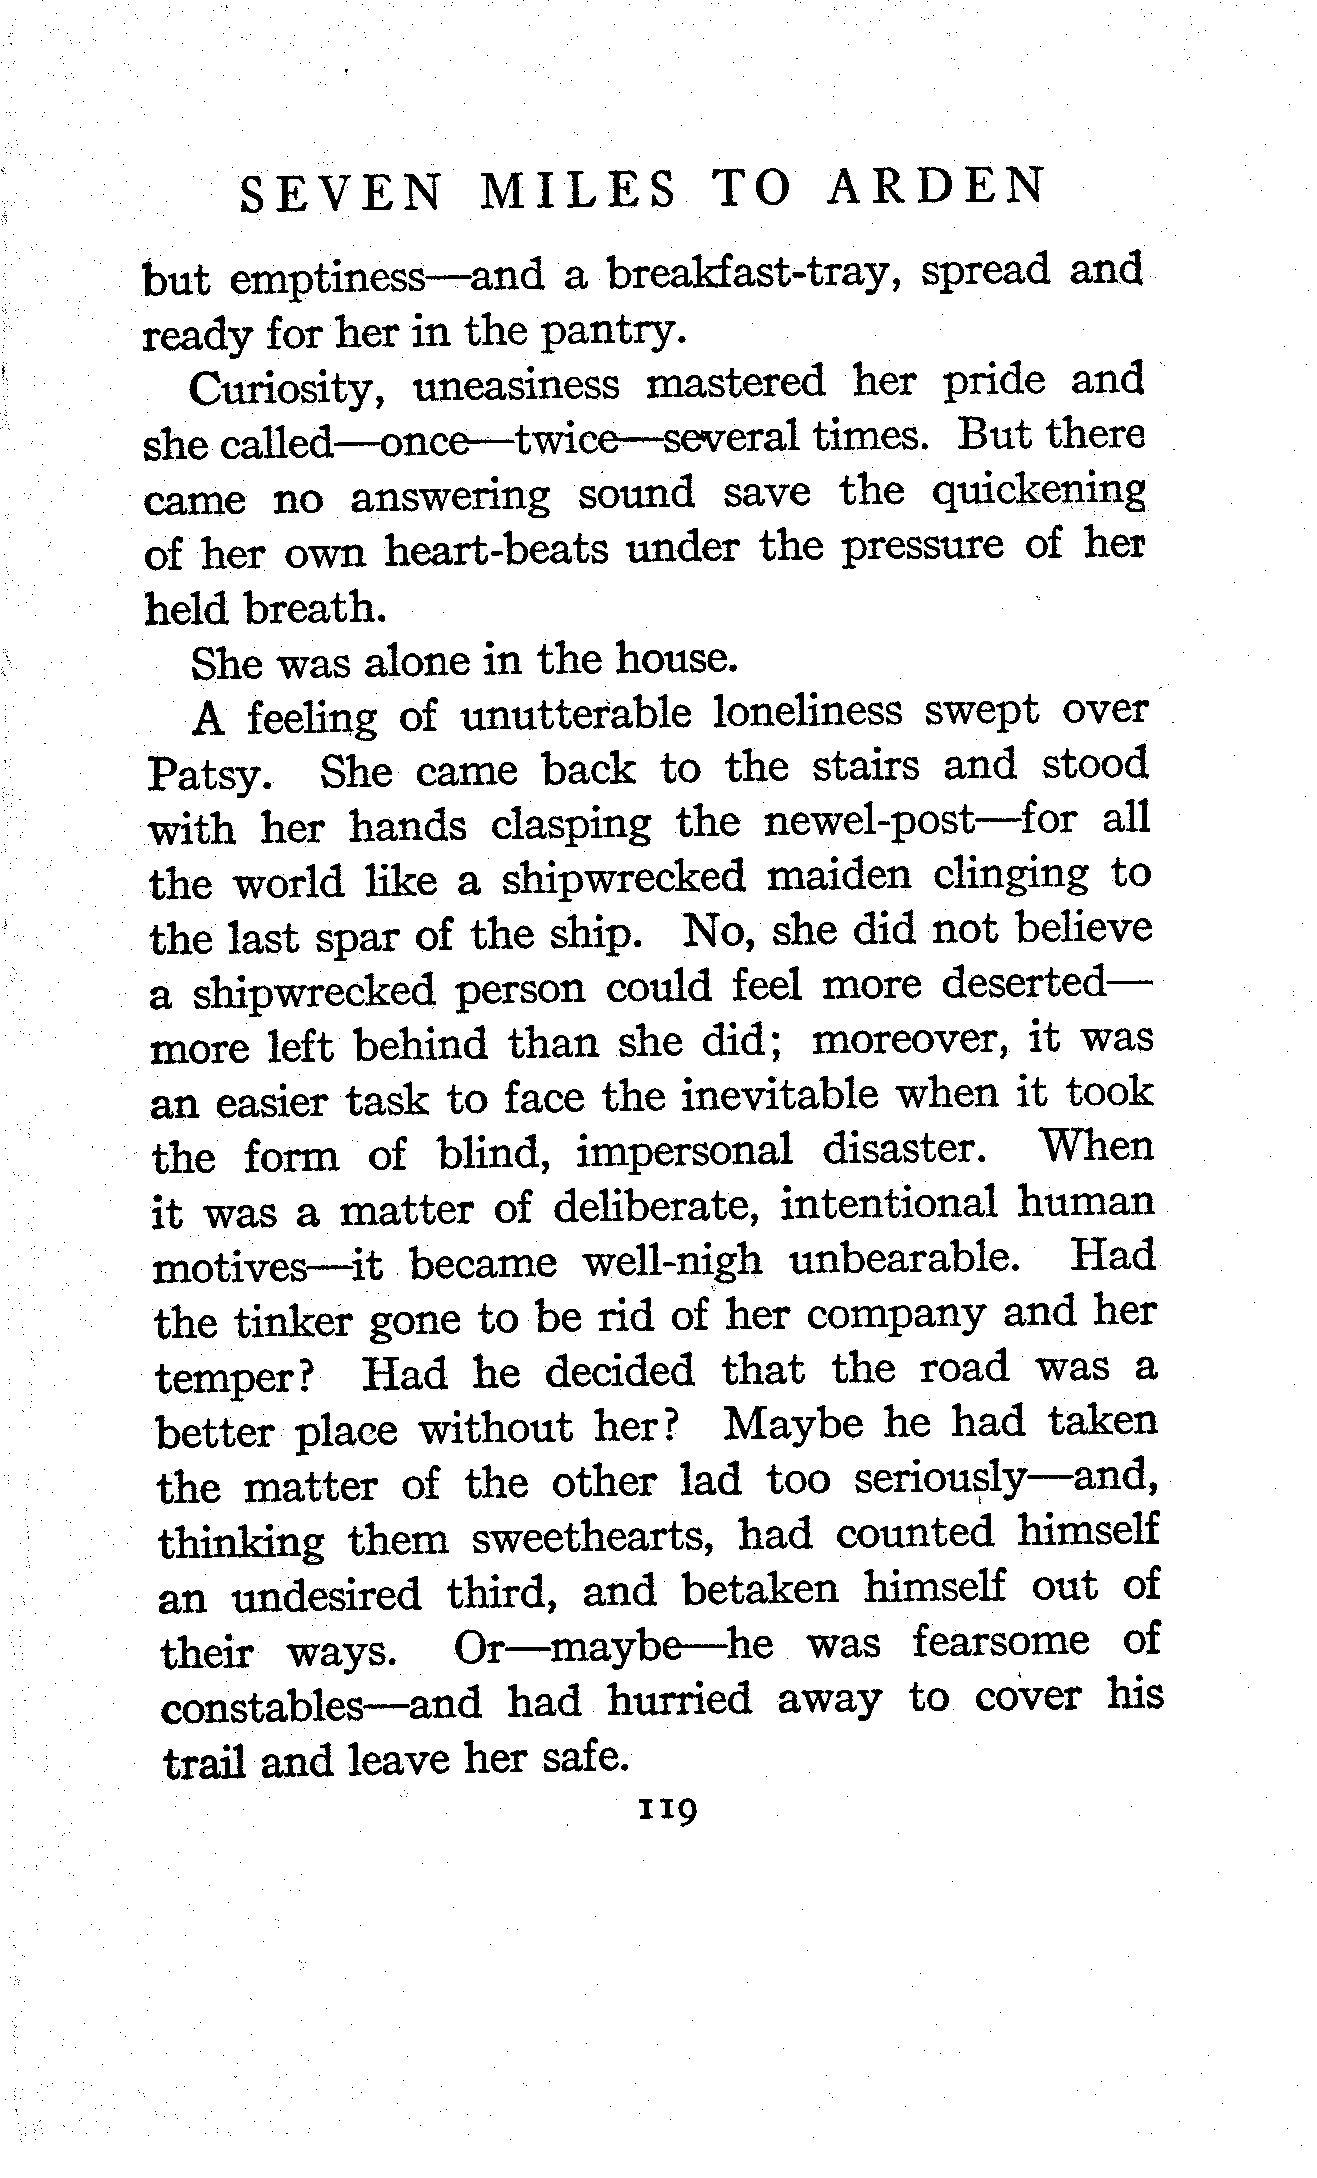 SEVEN MILES TO ARDEN
but emptiness—and a breakfast-tray, spread and
ready for her in the pantry.
Curiosity, uneasiness mastered her pride and
she called—once—twice—several times. But there
came no answering sound save the quickening
of her own heart-beats under the pressure of her
held breath.
She was alone in the house.
A feeling of unutterable loneliness swept over
Patsy. She came back to the stairs and stood
with her hands clasping the newel-post—for all
the world like a shipwrecked maiden clinging to
the last spar of the ship. No, she did not believe
a shipwrecked person could feel more deserted—
more left behind than she did; moreover, it was
an easier task to face the inevitable when it took
the form of blind, impersonal disaster. When
it was a matter of deliberate, intentional human
motives—it became well-nigh unbearable. Had
the tinker gone to be rid of her company and her
temper? Had he decided that the road was a
better place without her? Maybe he had taken
the matter of the other lad too seriously—and,
thinking them sweethearts, had counted himself
an undesired third, and betaken himself out of
their ways. Or—maybe—he was fearsome of
constables—and had hurried away to cover his
trail and leave her safe.
119